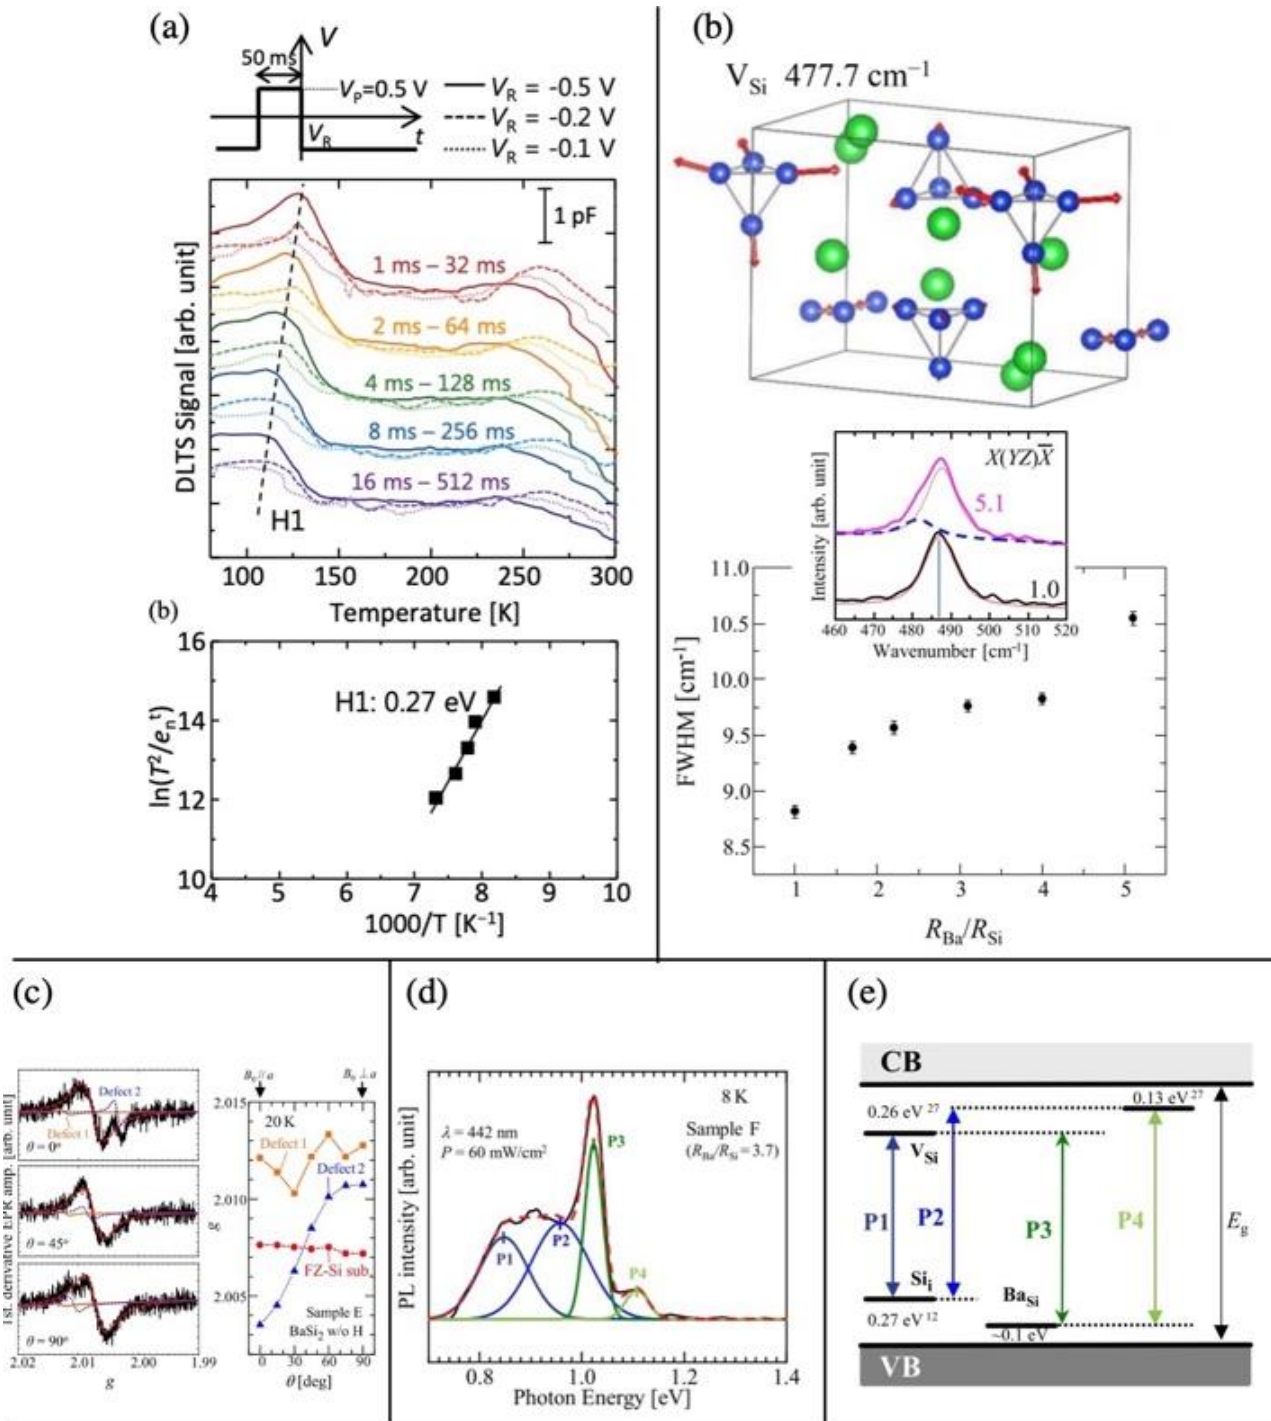 (a)
50 ms
V
V_P=0.5 V
V_R
t
V_R = -0.5 V
V_R = -0.2 V
V_R = -0.1 V
1 pF
DLTS Signal [arb. unit]
1 ms – 32 ms
2 ms – 64 ms
4 ms – 128 ms
8 ms – 256 ms
16 ms – 512 ms
H1
100 150 200 250 300
Temperature [K]
(b)
16
14
12
10
ln(T²/e_n^t)
H1: 0.27 eV
4 5 6 7 8 9 10
1000/T [K⁻¹]
(b)
V_Si 477.7 cm⁻¹
X(YZ)X̅
5.1
1.0
Intensity [arb. unit]
460 470 480 490 500 510 520
Wavenumber [cm⁻¹]
11.0
10.5
10.0
9.5
9.0
8.5
FWHM [cm⁻¹]
1 2 3 4 5
R_Ba/R_Si
(c)
1st. derivative EPR amp. [arb. unit]
Defect 2
Defect 1
θ = 0°
θ = 45°
θ = 90°
2.02 2.01 2.00 1.99
g
B₀ // a B₀ ⊥ a
2.015
2.010
2.005
g
20 K
Defect 1
Defect 2
FZ-Si sub.
Sample E
BaSi₂ w/o H
0 30 60 90
θ [deg]
(d)
PL intensity [arb. unit]
8 K
λ = 442 nm
P = 60 mW/cm²
P3
Sample F
(R_Ba/R_Si = 3.7)
P1
P2
P4
0.8 1.0 1.2 1.4
Photon Energy [eV]
(e)
CB
0.26 eV ²⁷
0.13 eV ²⁷
V_Si
P1
P2
P3
P4
E_g
Si_i
Ba_Si
0.27 eV ¹²
~0.1 eV
VB